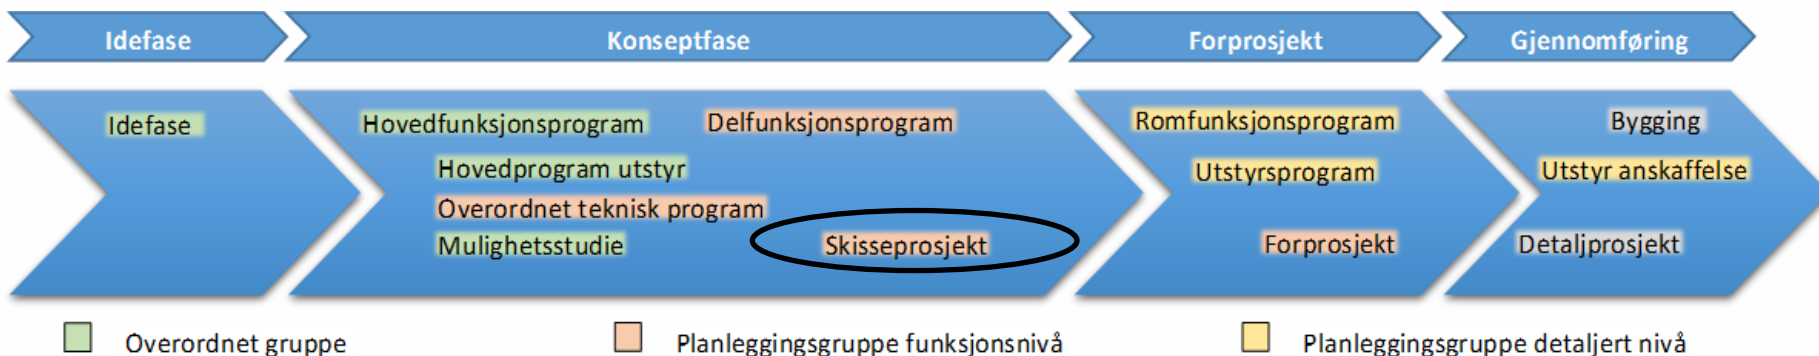 Idefase
Konseptfase
Forprosjekt
Gjennomføring
Idefase
Hovedfunksjonsprogram
Delfunksjonsprogram
Hovedprogram utstyr
Overordnet teknisk program
Mulighetsstudie
Skisseprosjekt
Romfunksjonsprogram
Utstyrsprogram
Forprosjekt
Bygging
Utstyr anskaffelse
Detaljprosjekt
Overordnet gruppe
Planleggingsgruppe funksjonsnivå
Planleggingsgruppe detaljert nivå